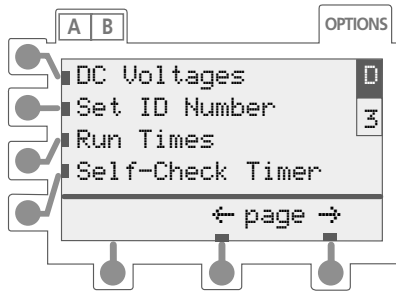 A B OPTIONS
DC Voltages D
Set ID Number 3
Run Times
Self-Check Timer
← page →